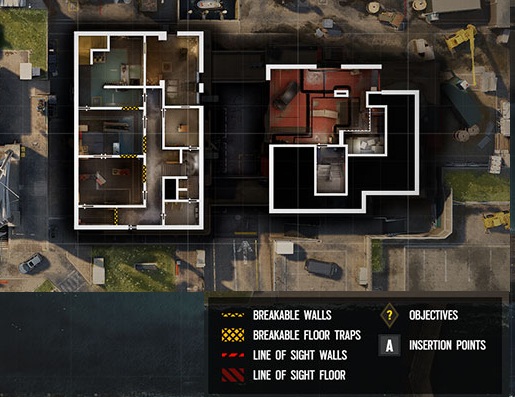 BREAKABLE WALLS
BREAKABLE FLOOR TRAPS
LINE OF SIGHT WALLS
LINE OF SIGHT FLOOR
? OBJECTIVES
A INSERTION POINTS